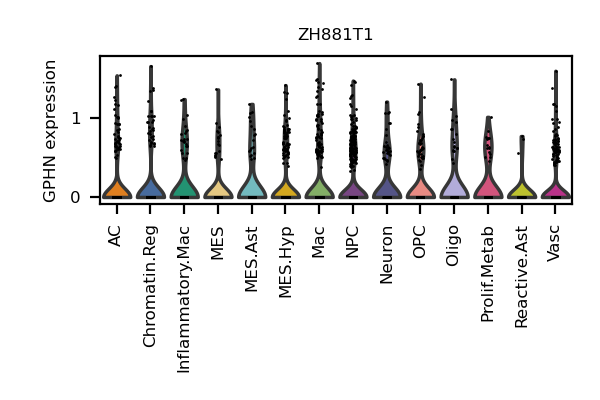 ZH881T1
GPHN expression
1
0
AC
Chromatin.Reg
Inflammatory.Mac
MES
MES.Ast
MES.Hyp
Mac
NPC
Neuron
OPC
Oligo
Prolif.Metab
Reactive.Ast
Vasc